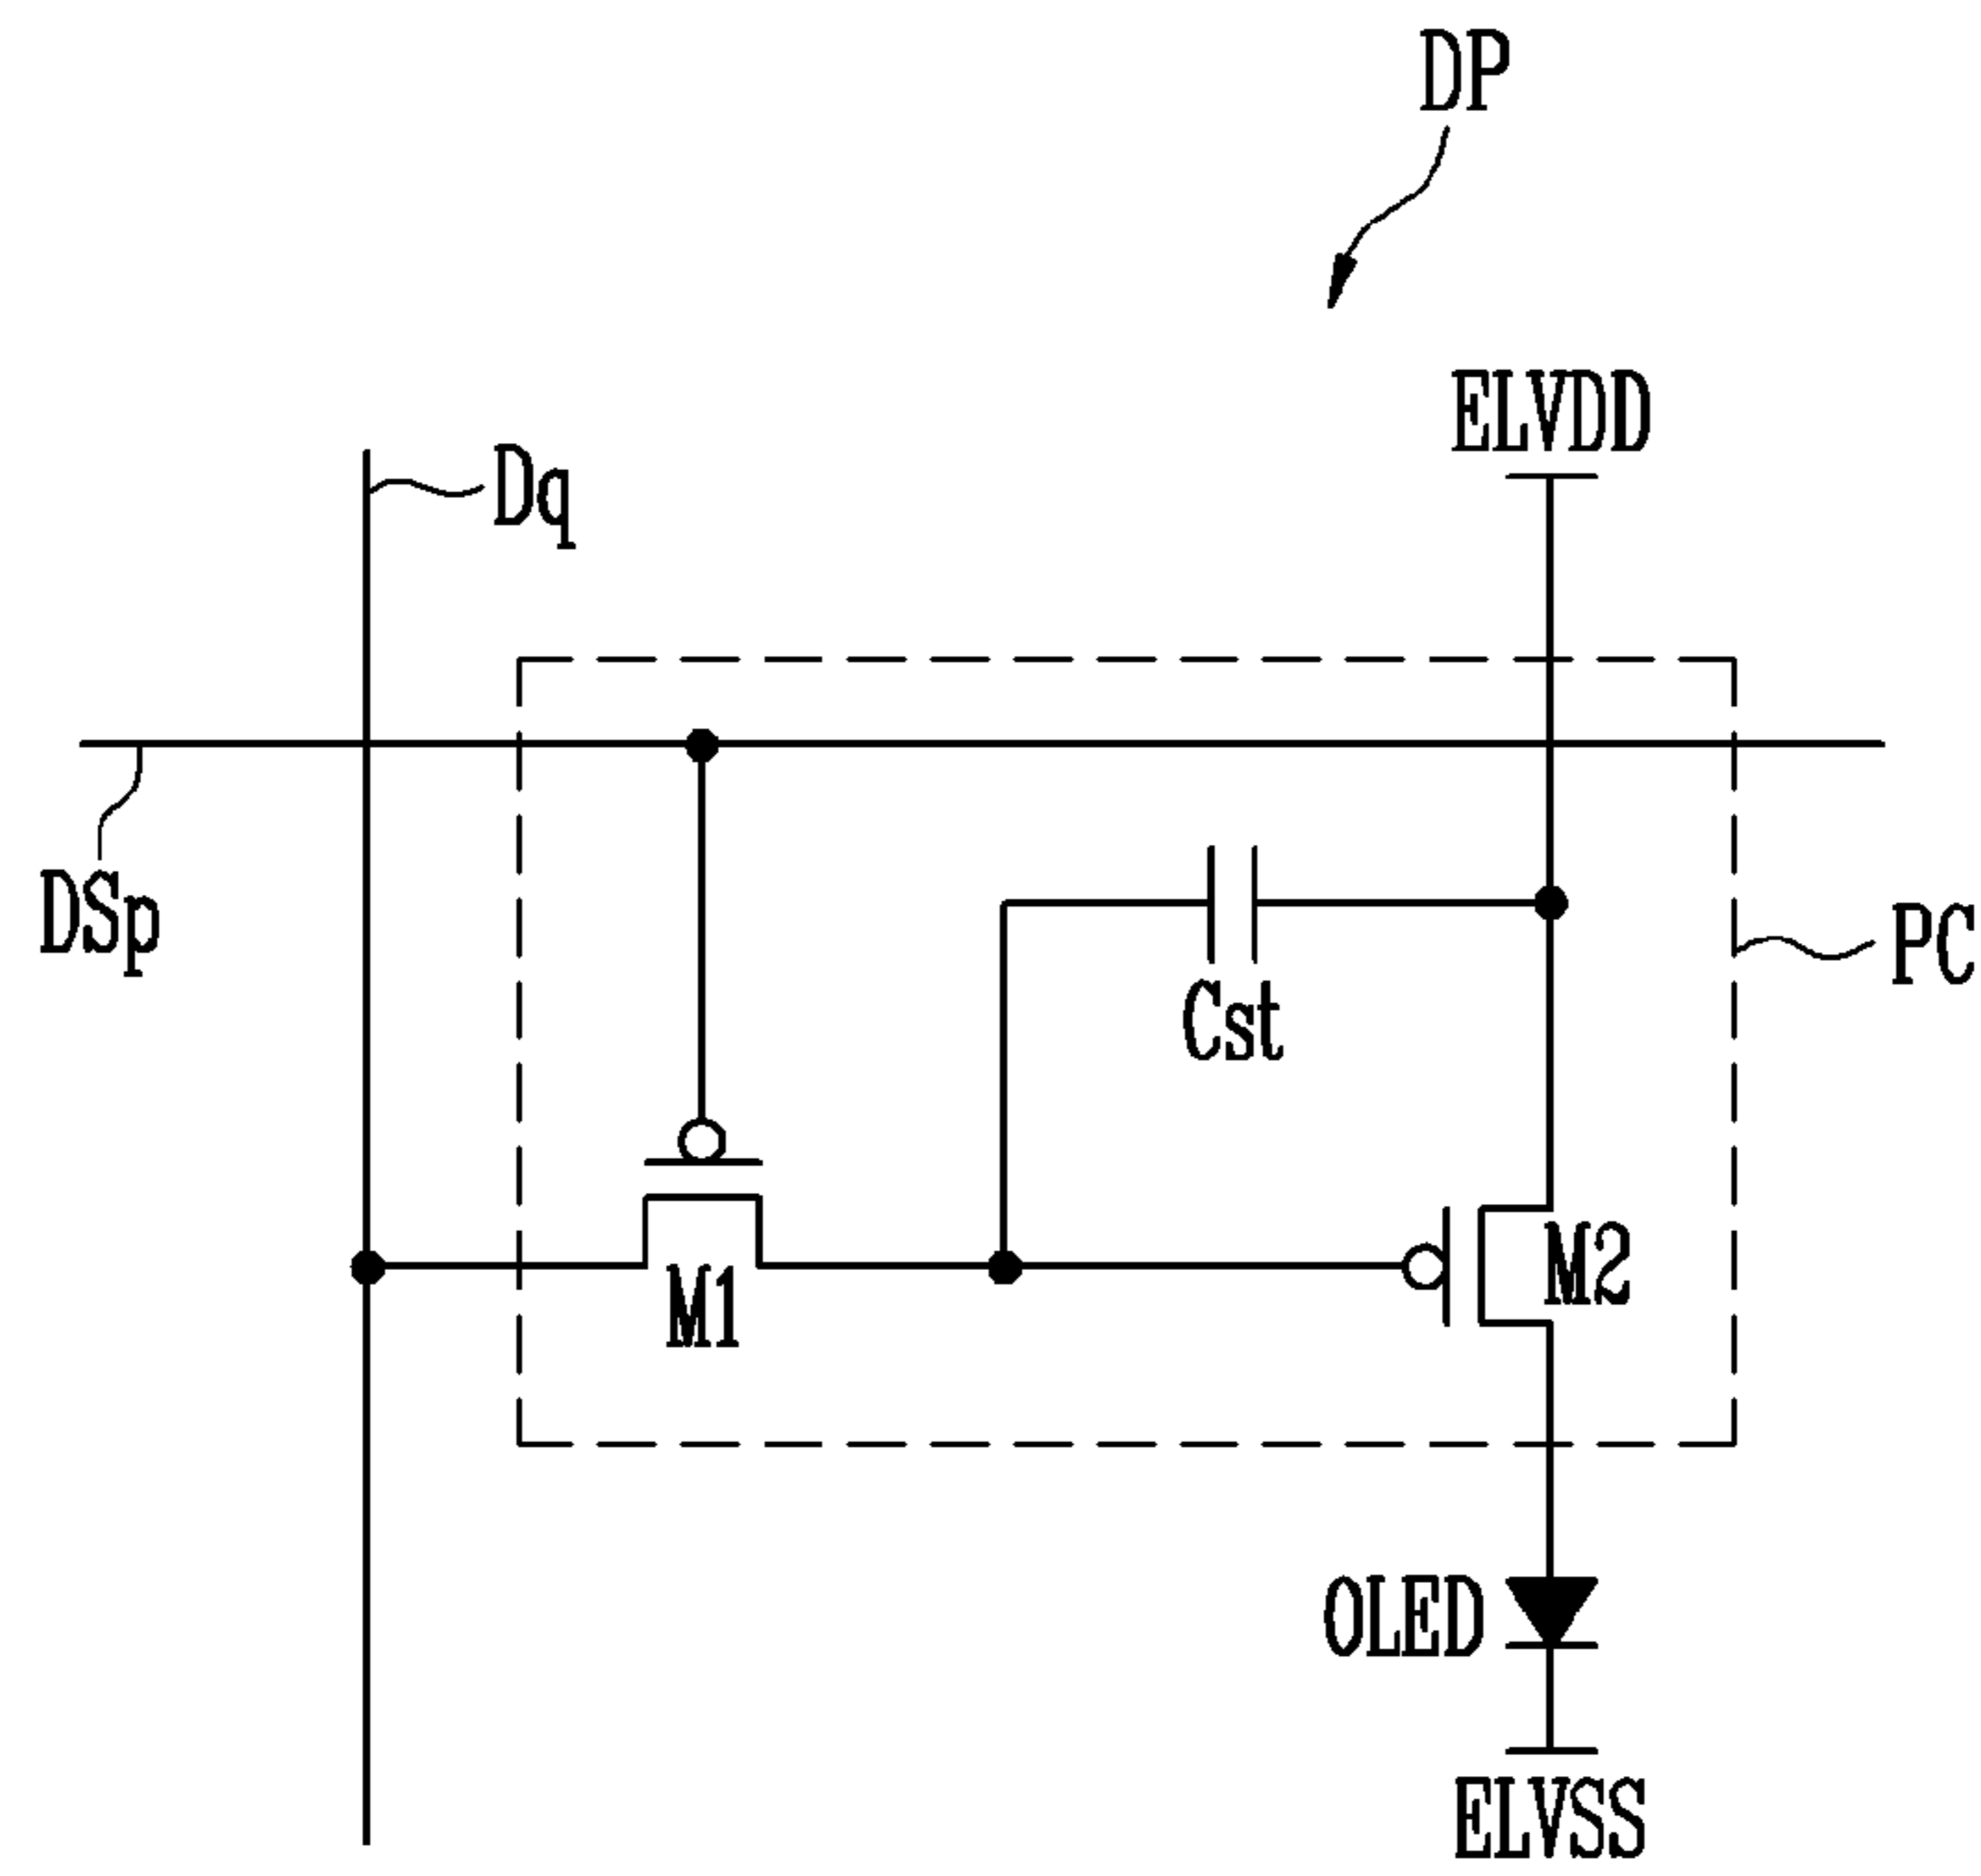 DP
ELVDD
Dq
DSp
PC
Cst
M2
M1
OLED
ELVSS